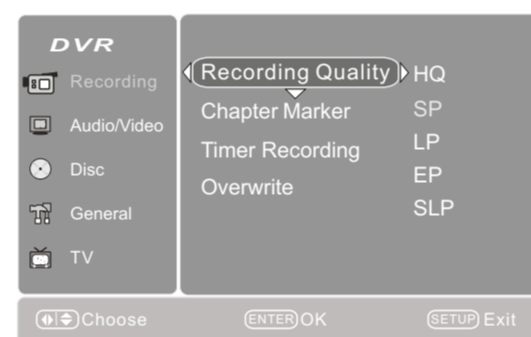 DVR
Recording
Audio/Video
Disc
General
TV
Recording Quality
Chapter Marker
Timer Recording
Overwrite
HQ
SP
LP
EP
SLP
Choose
ENTER OK
SETUP Exit